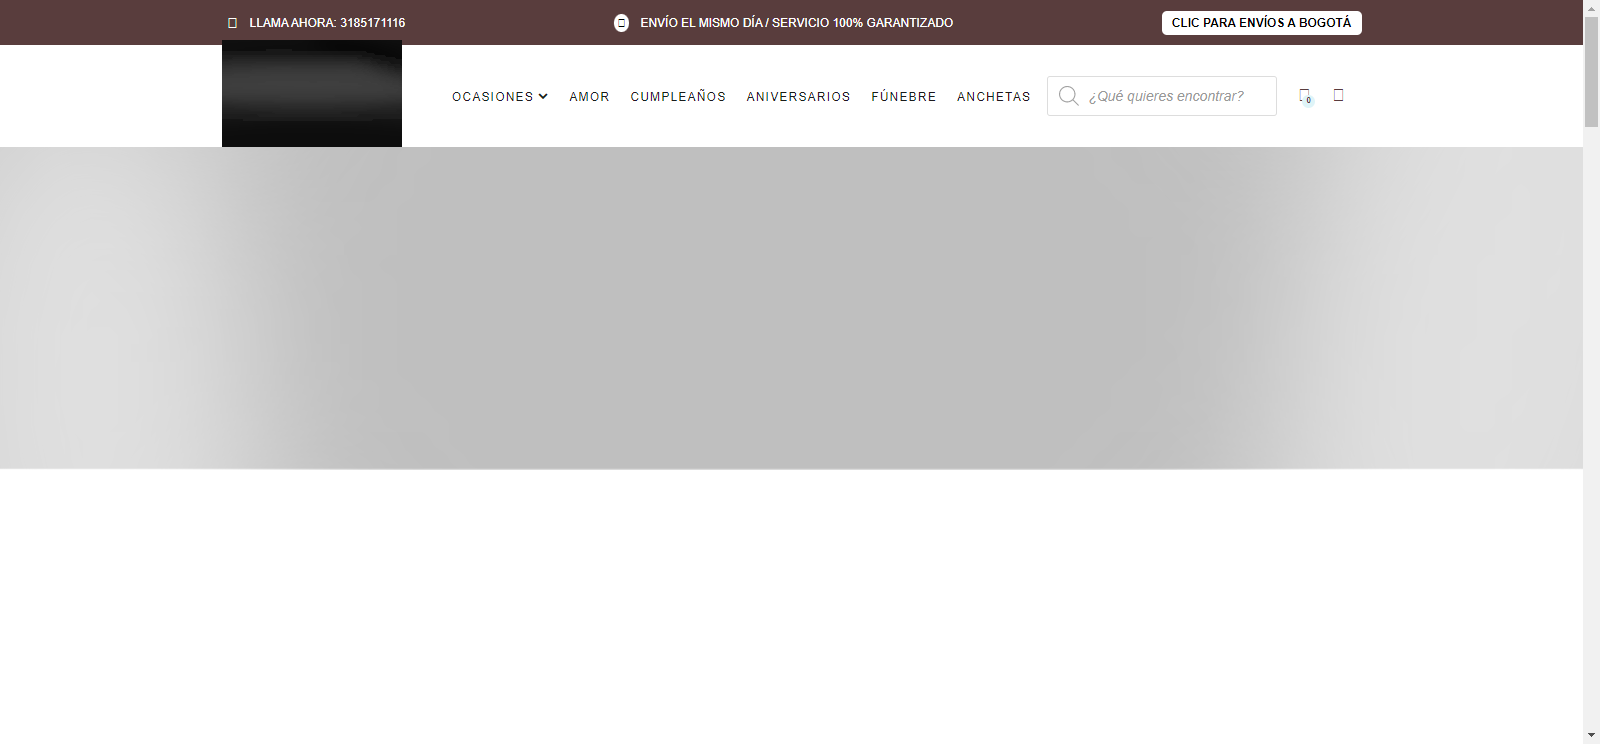 LLAMA AHORA: 3185171116
ENVÍO EL MISMO DÍA / SERVICIO 100% GARANTIZADO
CLIC PARA ENVÍOS A BOGOTÁ
OCASIONES
AMOR
CUMPLEAÑOS
ANIVERSARIOS
FÚNEBRE
ANCHETAS
¿Qué quieres encontrar?
0